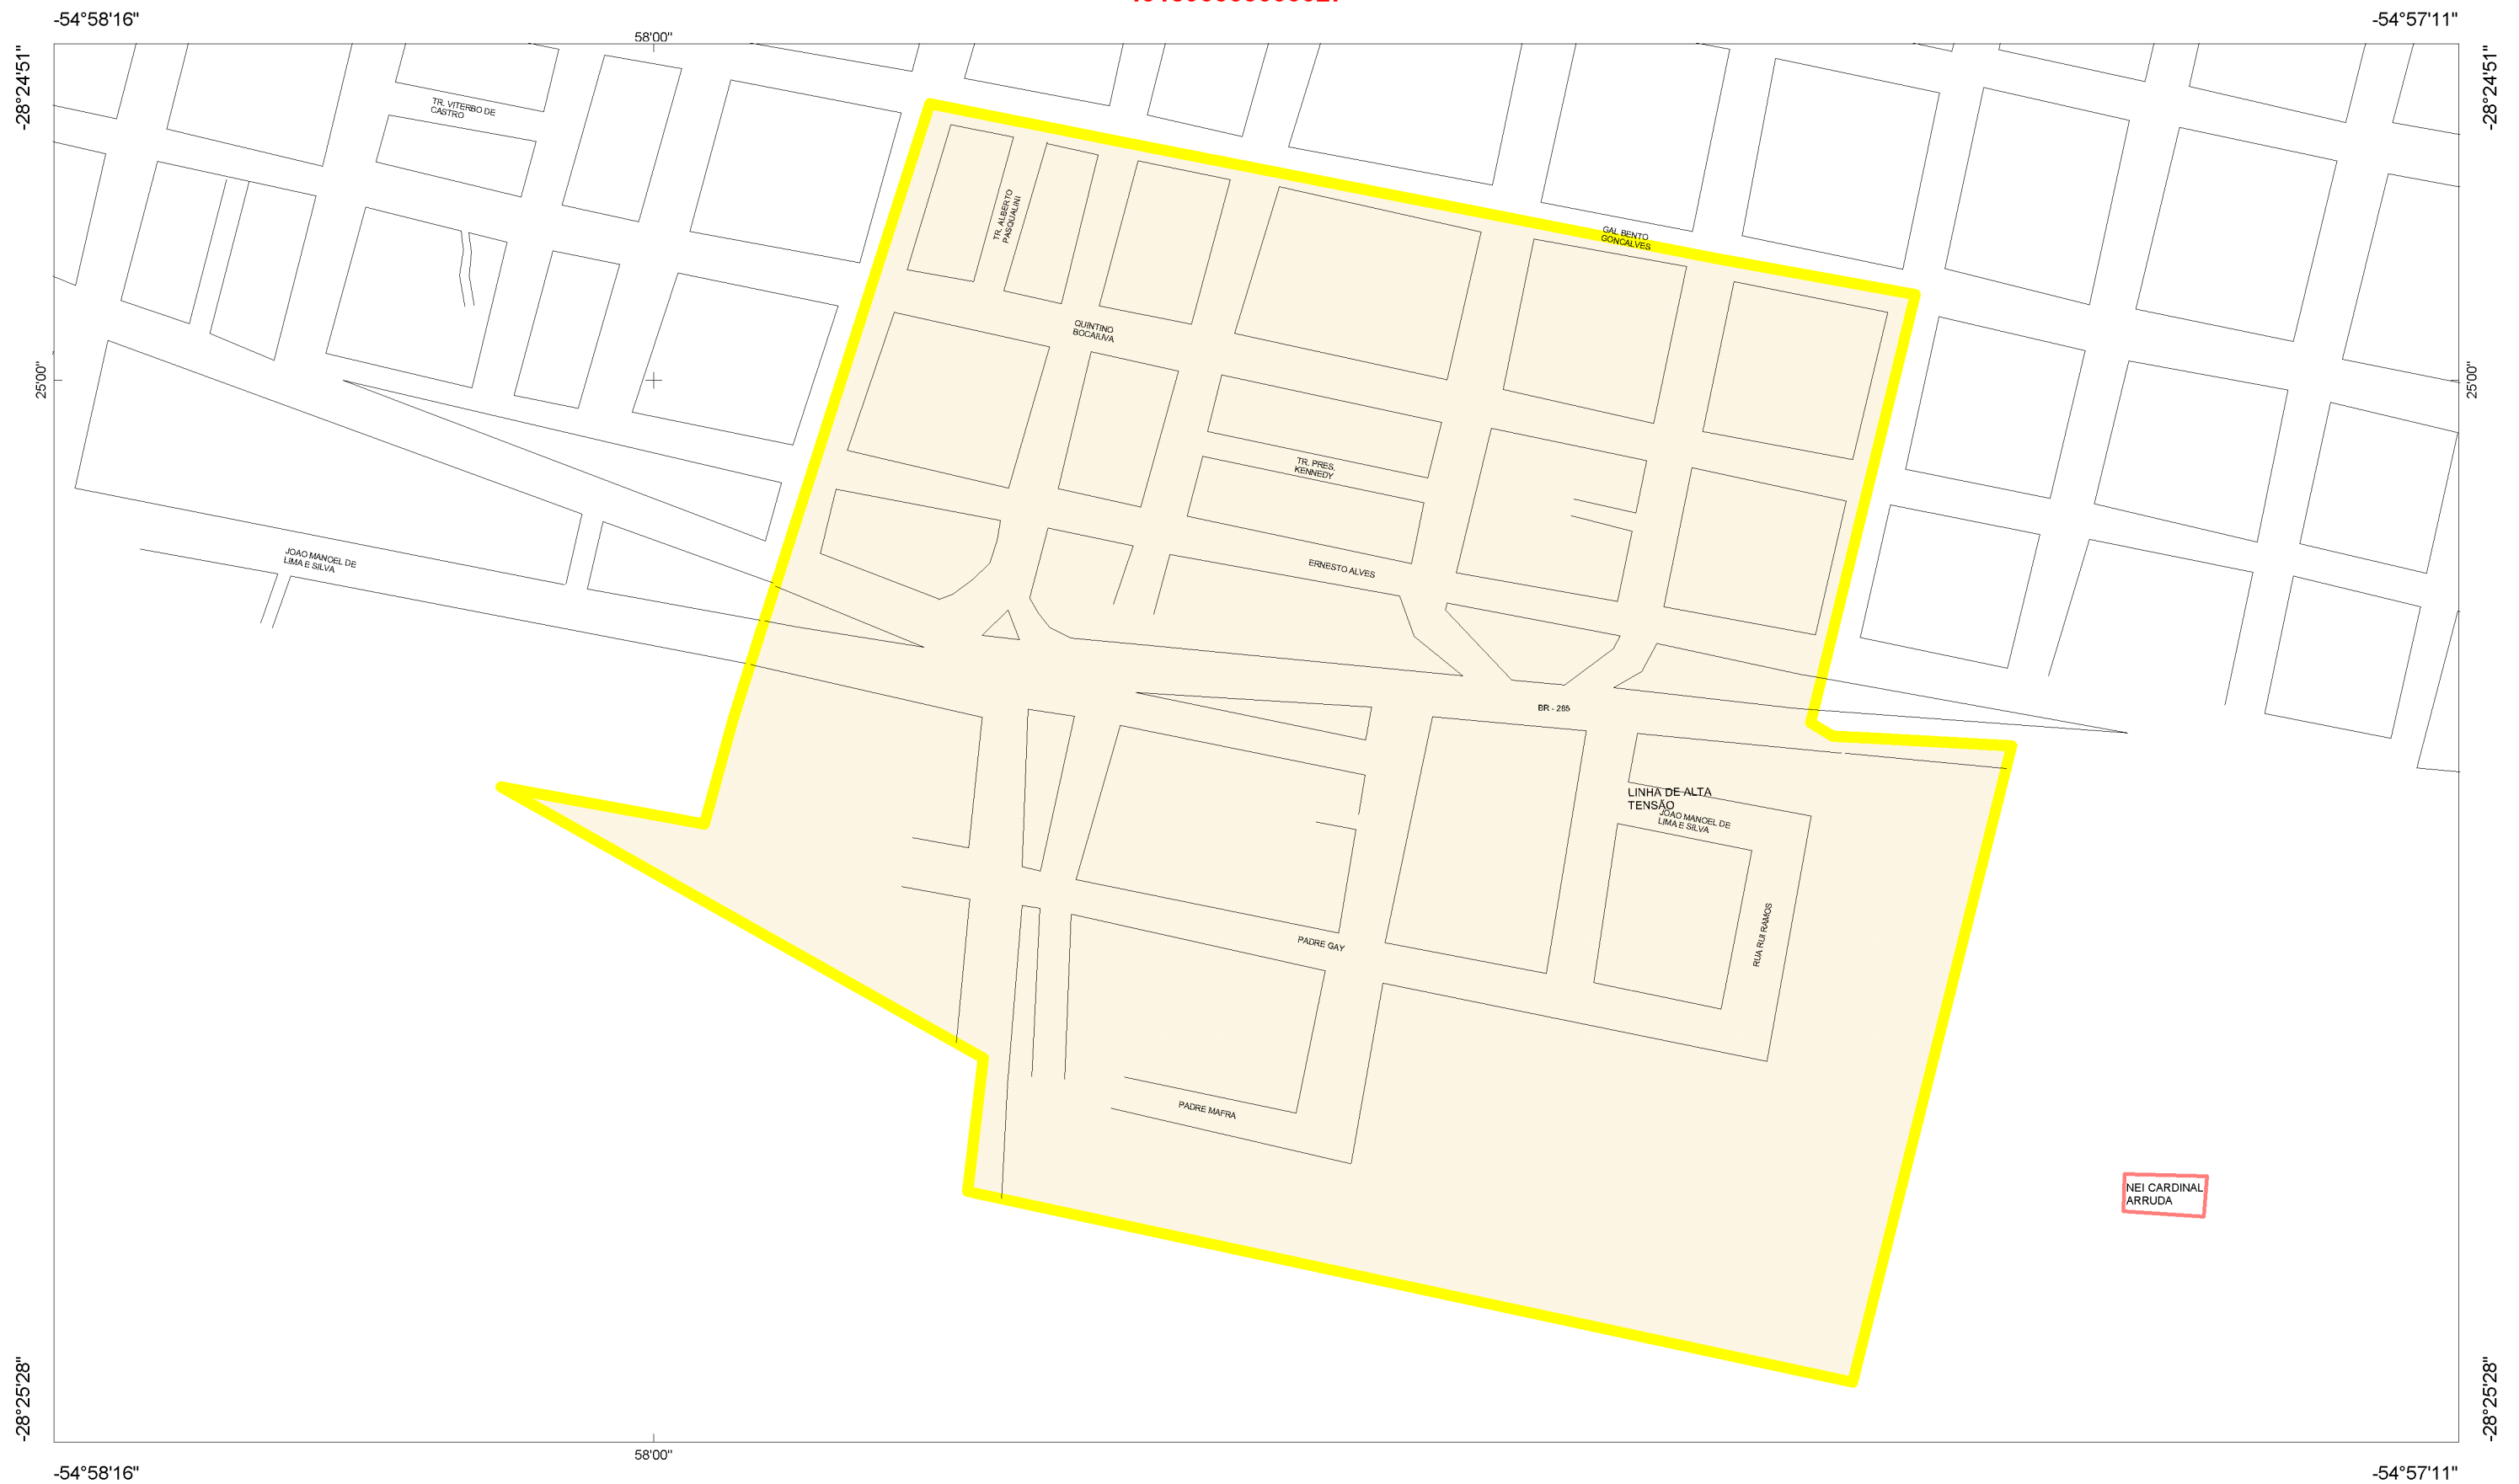 -54°58'16"
-54°57'11"
58'00"
-28°24'51"
-28°24'51"
TR. VITERBO DE
CASTRO
TR. ALBERTO
PASQUALINI
GAL BENTO
GONCALVES
QUINTINO
BOCAIUVA
25'00"
25'00"
TR. PRES.
KENNEDY
JOAO MANOEL DE
LIMA E SILVA
ERNESTO ALVES
BR - 285
LINHA DE ALTA
TENSÃO
JOAO MANOEL DE
LIMA E SILVA
RUA RUI RAMOS
PADRE GAY
PADRE MAFRA
NEI CARDINAL
ARRUDA
-28°25'28"
-28°25'28"
58'00"
-54°58'16"
-54°57'11"